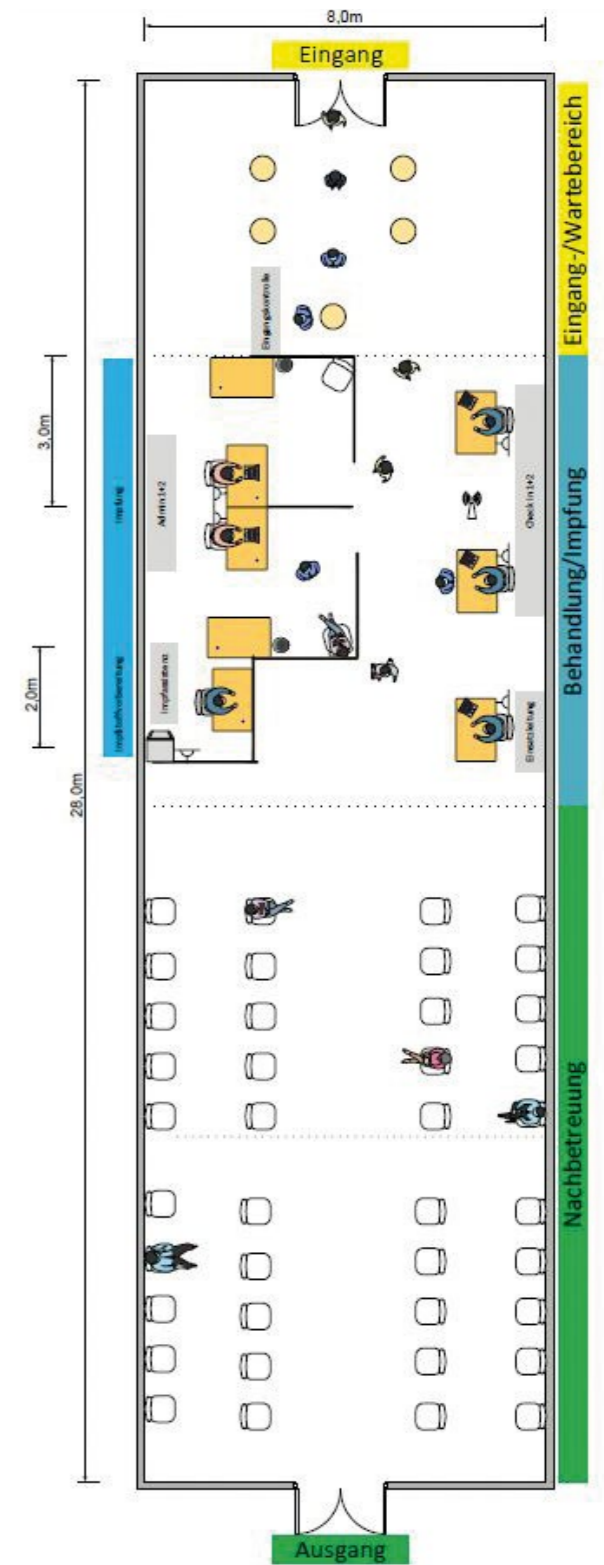 8,0m
Eingang
Eingang-/Wartebereich
Eingangskontrolle
3,0m
Impfung
Admin 1+2
Check In 1+2
Behandlung/Impfung
2,0m
Impfstoffvorbereitung
Impfassistenz
Einsatzleitung
28,0m
Nachbetreuung
Ausgang